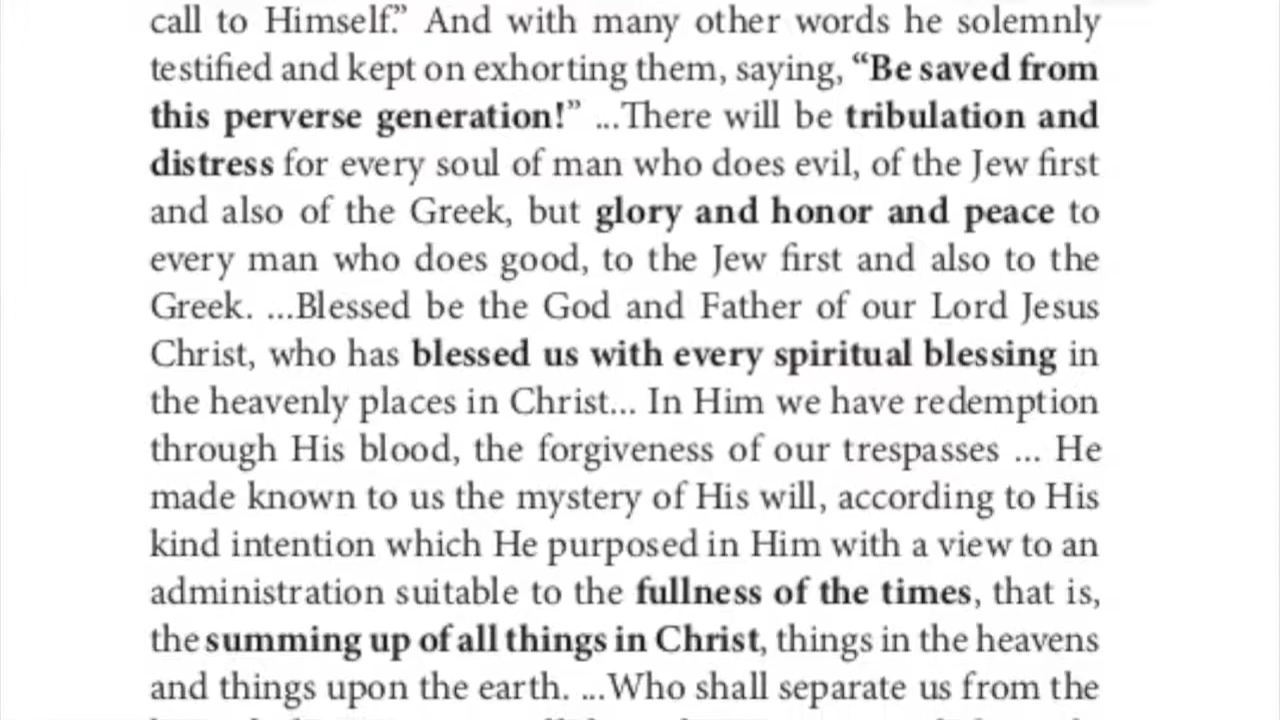 call to Himself.” And with many other words he solemnly
testified and kept on exhorting them, saying, “Be saved from
this perverse generation!” ...There will be tribulation and
distress for every soul of man who does evil, of the Jew first
and also of the Greek, but glory and honor and peace to
every man who does good, to the Jew first and also to the
Greek. ...Blessed be the God and Father of our Lord Jesus
Christ, who has blessed us with every spiritual blessing in
the heavenly places in Christ... In Him we have redemption
through His blood, the forgiveness of our trespasses ... He
made known to us the mystery of His will, according to His
kind intention which He purposed in Him with a view to an
administration suitable to the fullness of the times, that is,
the summing up of all things in Christ, things in the heavens
and things upon the earth. ...Who shall separate us from the